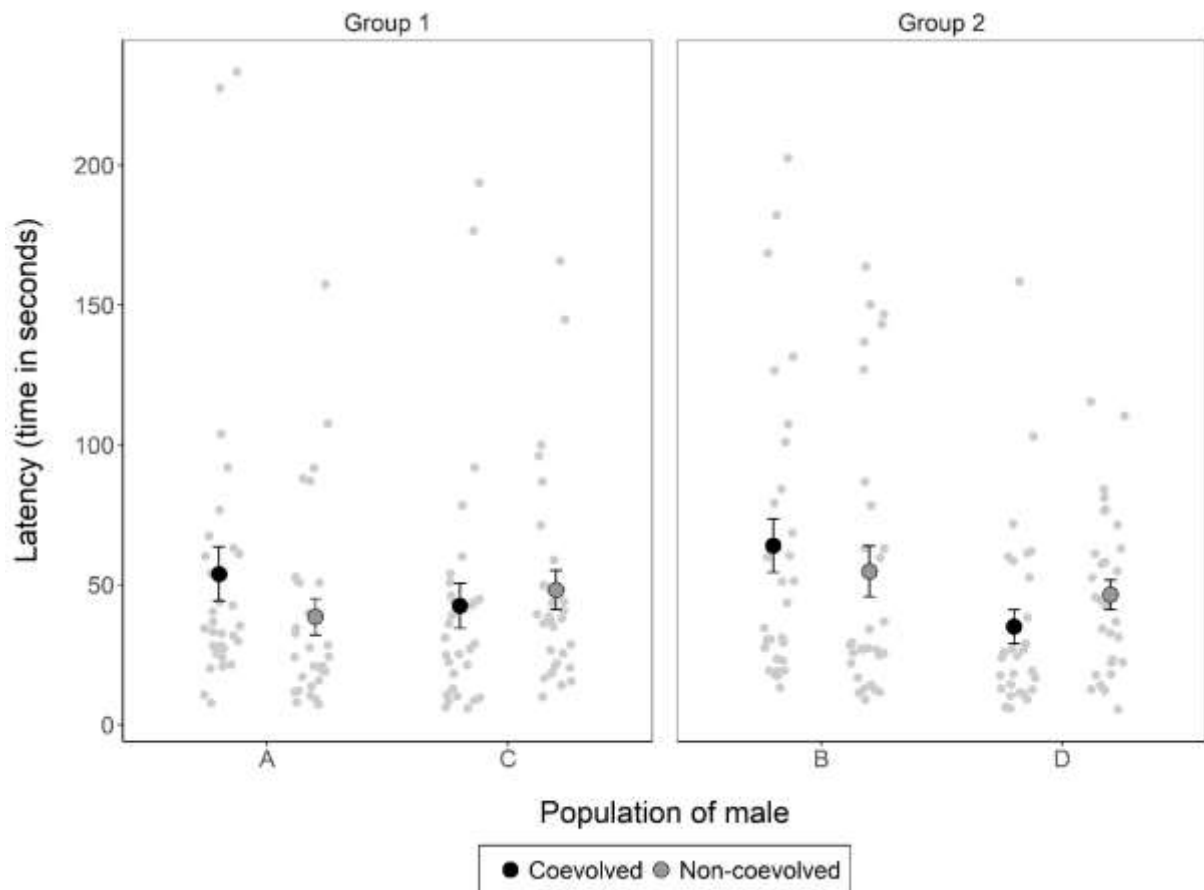 Group 1 Group 2
Latency (time in seconds)
200
150
100
50
0
A C B D
Population of male
Coevolved Non-coevolved